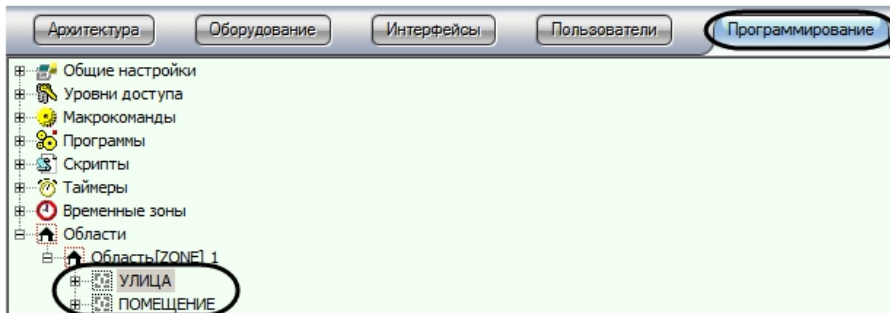 Архитектура Оборудование Интерфейсы Пользователи Программирование
Общие настройки
Уровни доступа
Макрокоманды
Программы
Скрипты
Таймеры
Временные зоны
Области
Область[ZONE] 1
УЛИЦА
ПОМЕЩЕНИЕ